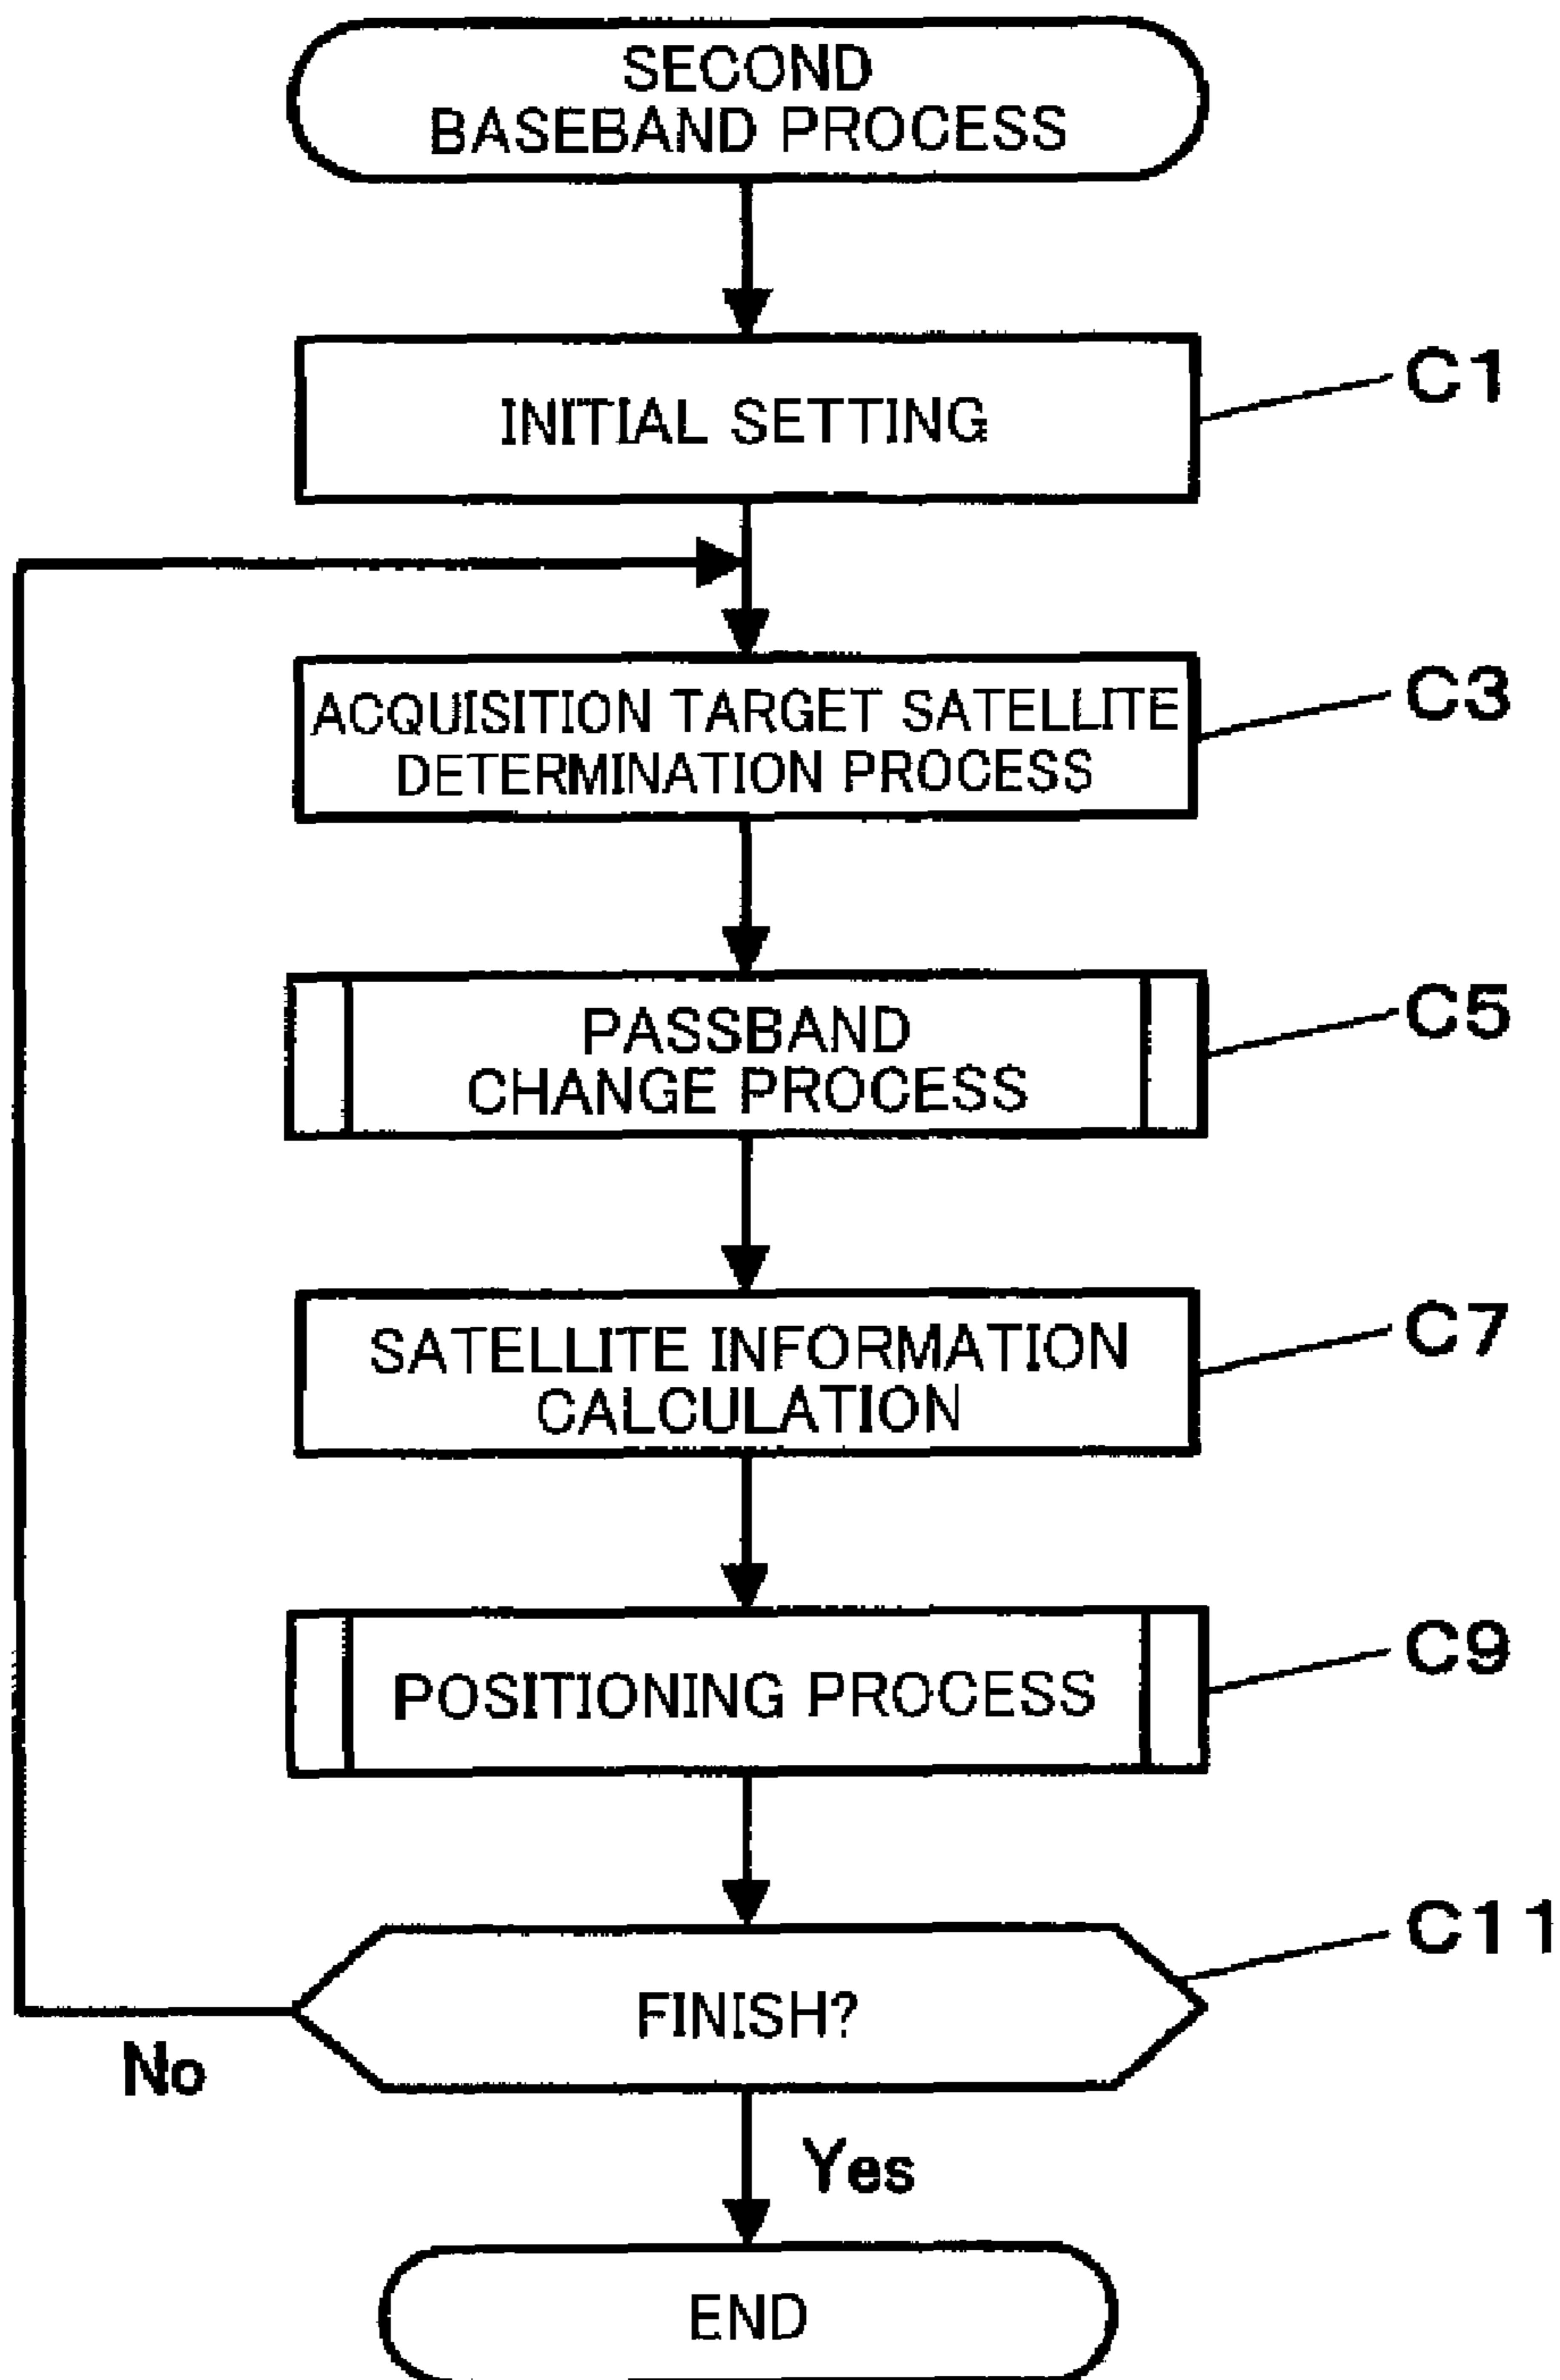 SECOND
BASEBAND PROCESS
INITIAL SETTING
C1
ACQUISITION TARGET SATELLITE
DETERMINATION PROCESS
C3
PASSBAND
CHANGE PROCESS
C5
SATELLITE INFORMATION
CALCULATION
C7
POSITIONING PROCESS
C9
FINISH?
C11
No
Yes
END